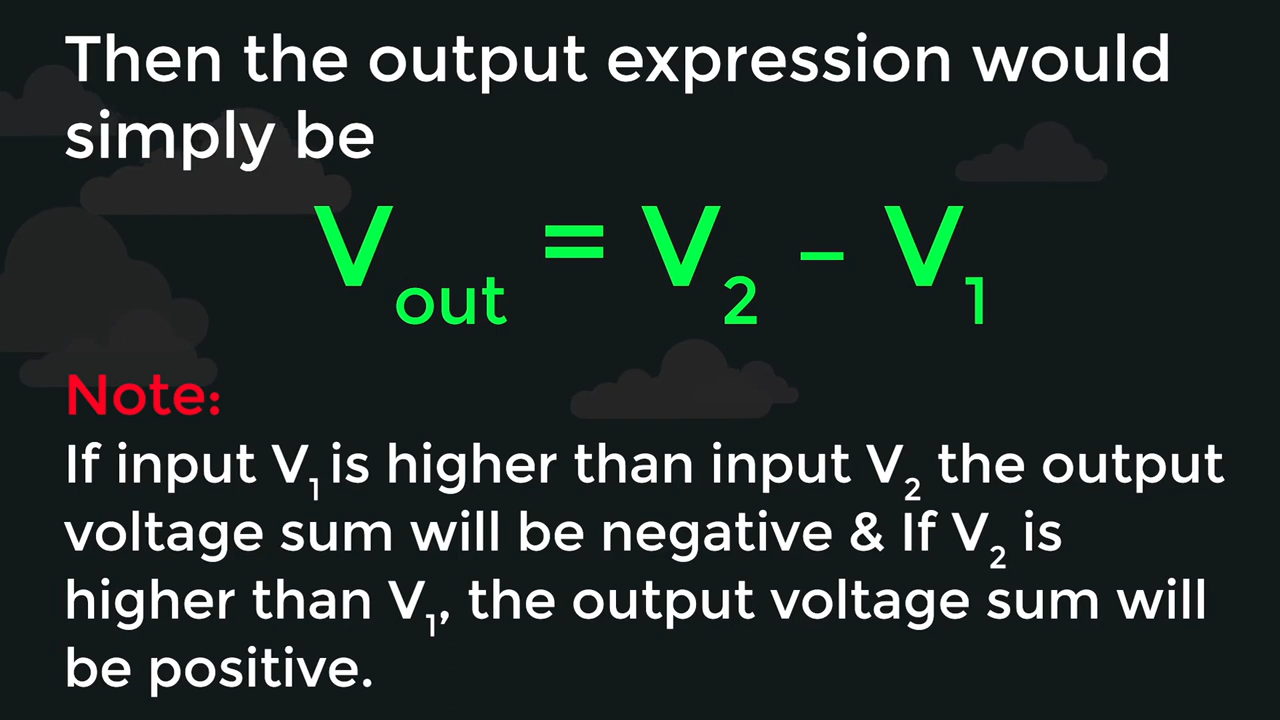 Then the output expression would
simply be
V₀ᵤₜ = V₂ – V₁
Note:
If input V₁ is higher than input V₂ the output
voltage sum will be negative & If V₂ is
higher than V₁, the output voltage sum will
be positive.